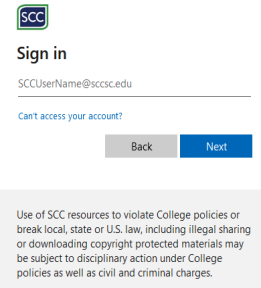 SCC
Sign in
SCCUserName@sccsc.edu
Can't access your account?
Back Next
Use of SCC resources to violate College policies or
break local, state or U.S. law, including illegal sharing
or downloading copyright protected materials may
be subject to disciplinary action under College
policies as well as civil and criminal charges.